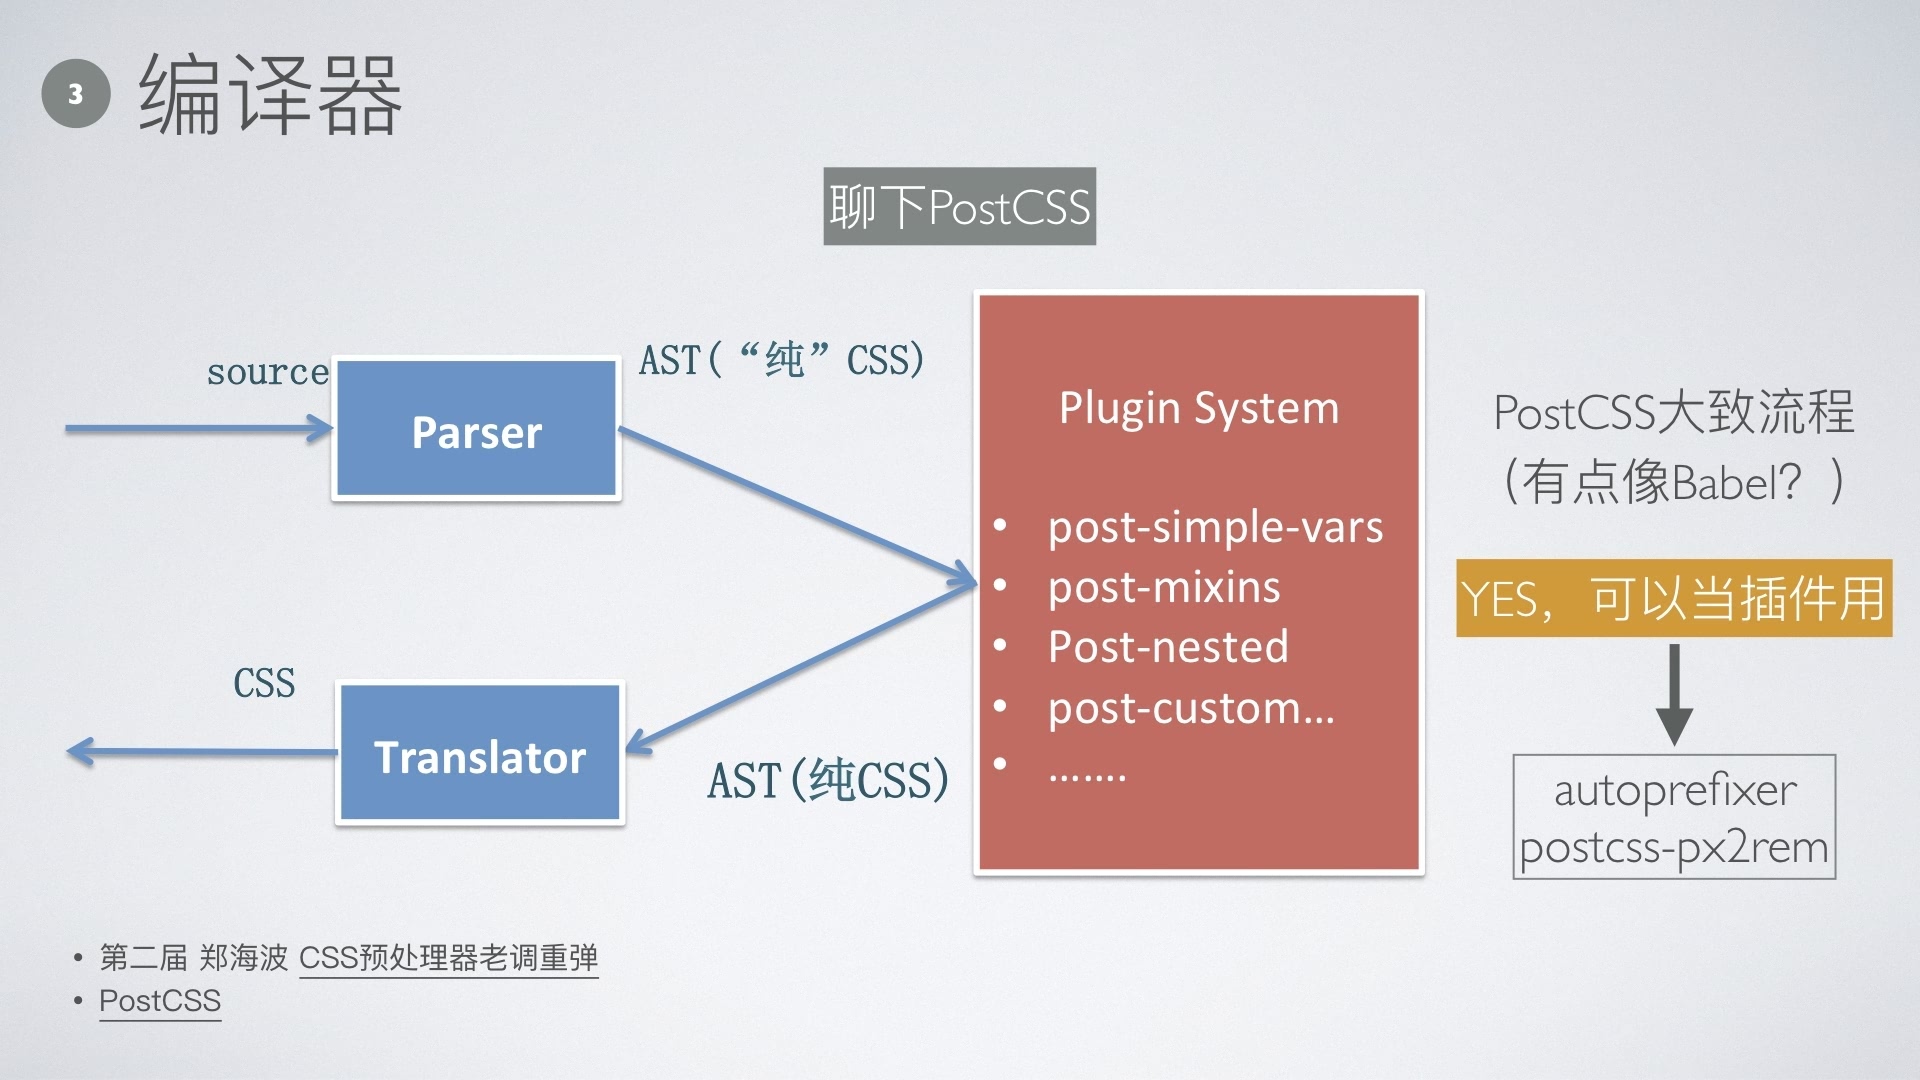 3 编译器
聊下PostCSS
source
Parser
AST(“纯”CSS)
Plugin System
• post-simple-vars
• post-mixins
• Post-nested
• post-custom...
• .......
CSS
Translator
AST(纯CSS)
PostCSS大致流程
（有点像Babel？）
YES，可以当插件用
autoprefixer
postcss-px2rem
• 第二届 郑海波 CSS预处理器老调重弹
• PostCSS